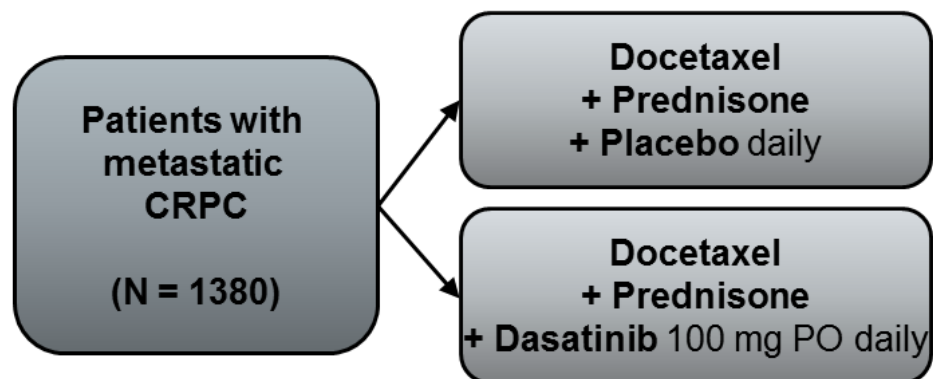 Patients with
metastatic
CRPC
(N = 1380)
Docetaxel
+ Prednisone
+ Placebo daily
Docetaxel
+ Prednisone
+ Dasatinib 100 mg PO daily